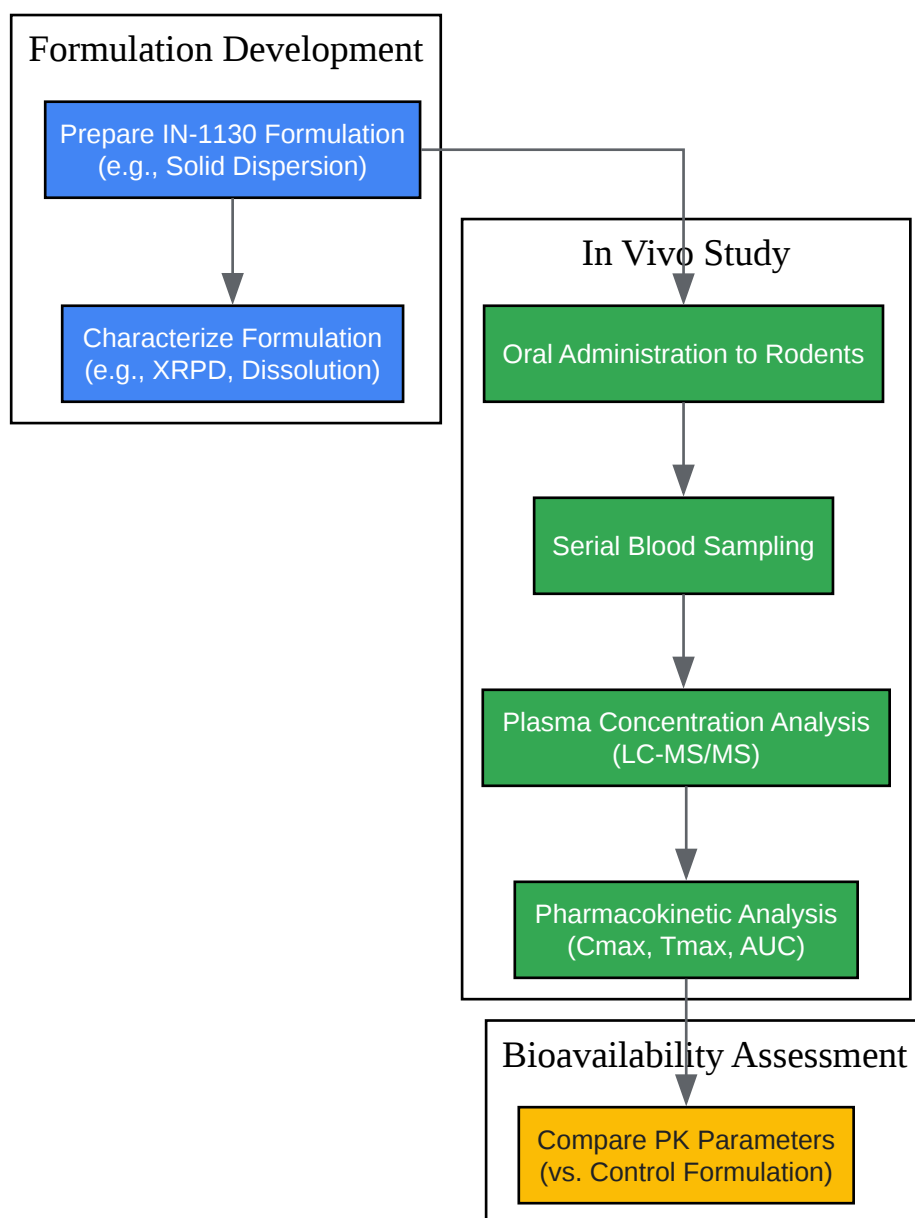 Formulation Development
Prepare IN-1130 Formulation
(e.g., Solid Dispersion)
Characterize Formulation
(e.g., XRPD, Dissolution)
In Vivo Study
Oral Administration to Rodents
Serial Blood Sampling
Plasma Concentration Analysis
(LC-MS/MS)
Pharmacokinetic Analysis
(Cmax, Tmax, AUC)
Bioavailability Assessment
Compare PK Parameters
(vs. Control Formulation)